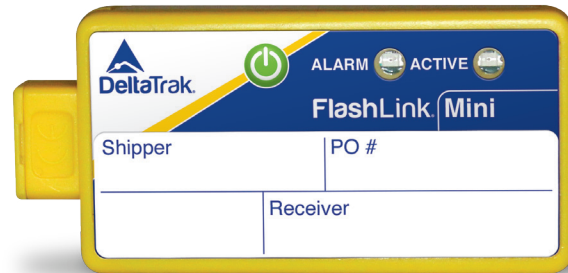 ALARM ACTIVE
DeltaTrak.
FlashLink. Mini
Shipper PO #
Receiver